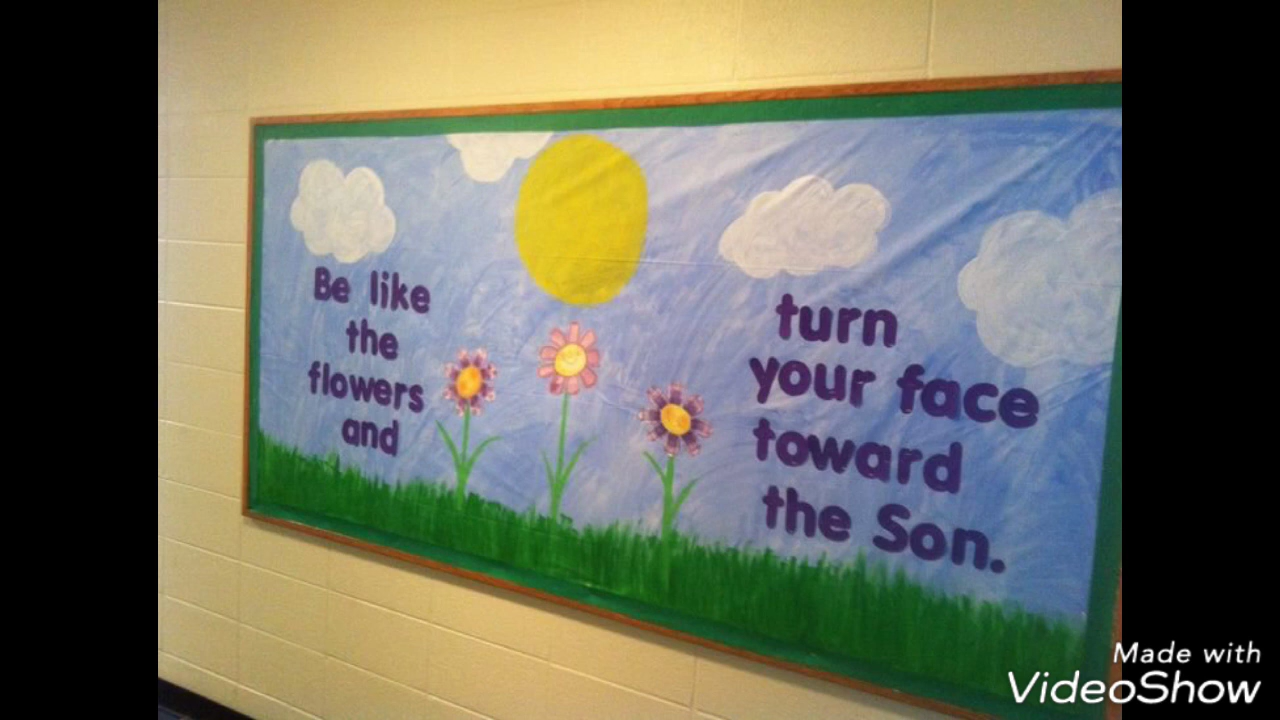 Be like
the
flowers
and
turn
your face
toward
the Son.
Made with
VideoShow